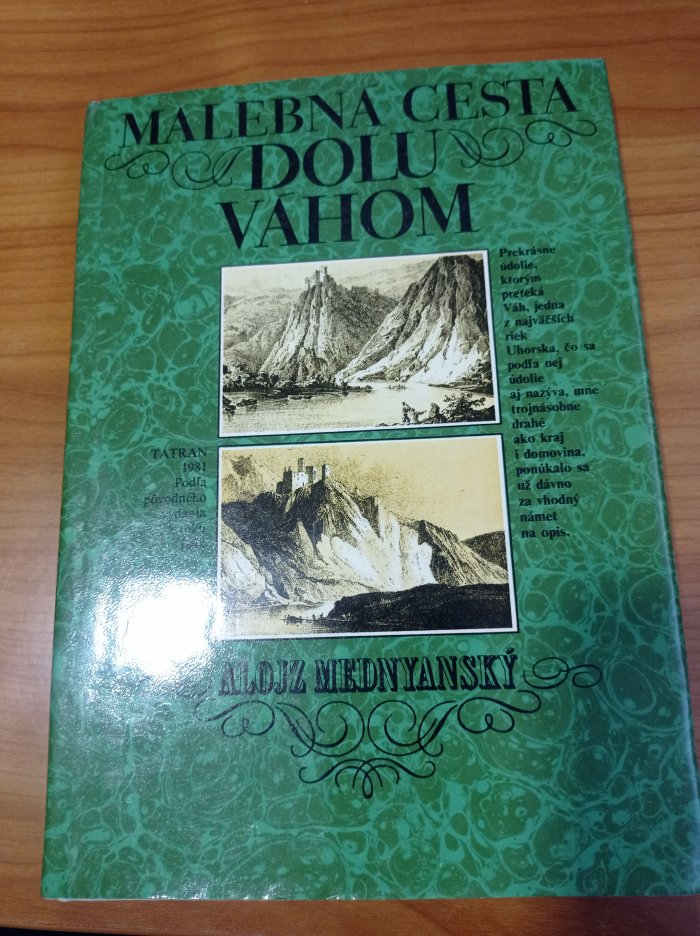 MALEBNÁ CESTA
DOLU
VÁHOM
Prekrásne
údolie,
ktorým
preteká
Váh, jedna
z najväčších
riek
Uhorska, čo sa
podľa nej
údolie
aj nazýva, mne
trojnásobne
drahé
ako kraj
i domovina,
ponúkalo sa
už dávno
za vhodný
námet
na opis.
TATRAN
1981
Podľa
pôvodného
ALOJZ MEDNYANSKÝ